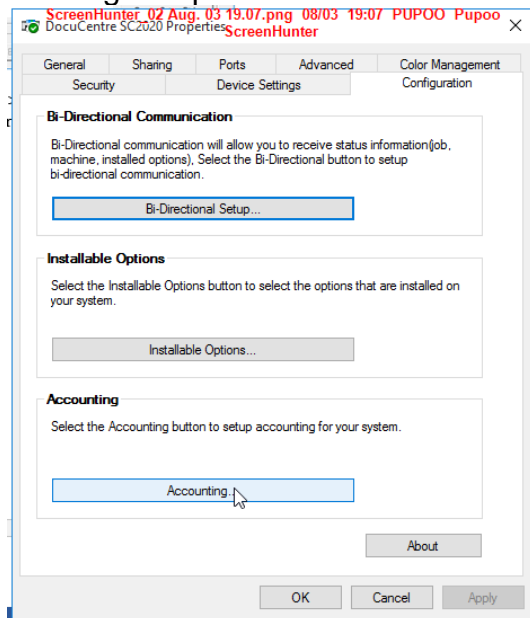 ScreenHunter_02 Aug. 03 19.07.png 08/03 19:07 PUPOO Pupoo
DocuCentre SC2020 Properties
ScreenHunter
General Sharing Ports Advanced Color Management
Security Device Settings Configuration
Bi-Directional Communication
Bi-Directional communication will allow you to receive status information(job,
machine, installed options), Select the Bi-Directional button to setup
bi-directional communication.
Bi-Directional Setup...
Installable Options
Select the Installable Options button to select the options that are installed on
your system.
Installable Options...
Accounting
Select the Accounting button to setup accounting for your system.
Accounting...
About
OK Cancel Apply